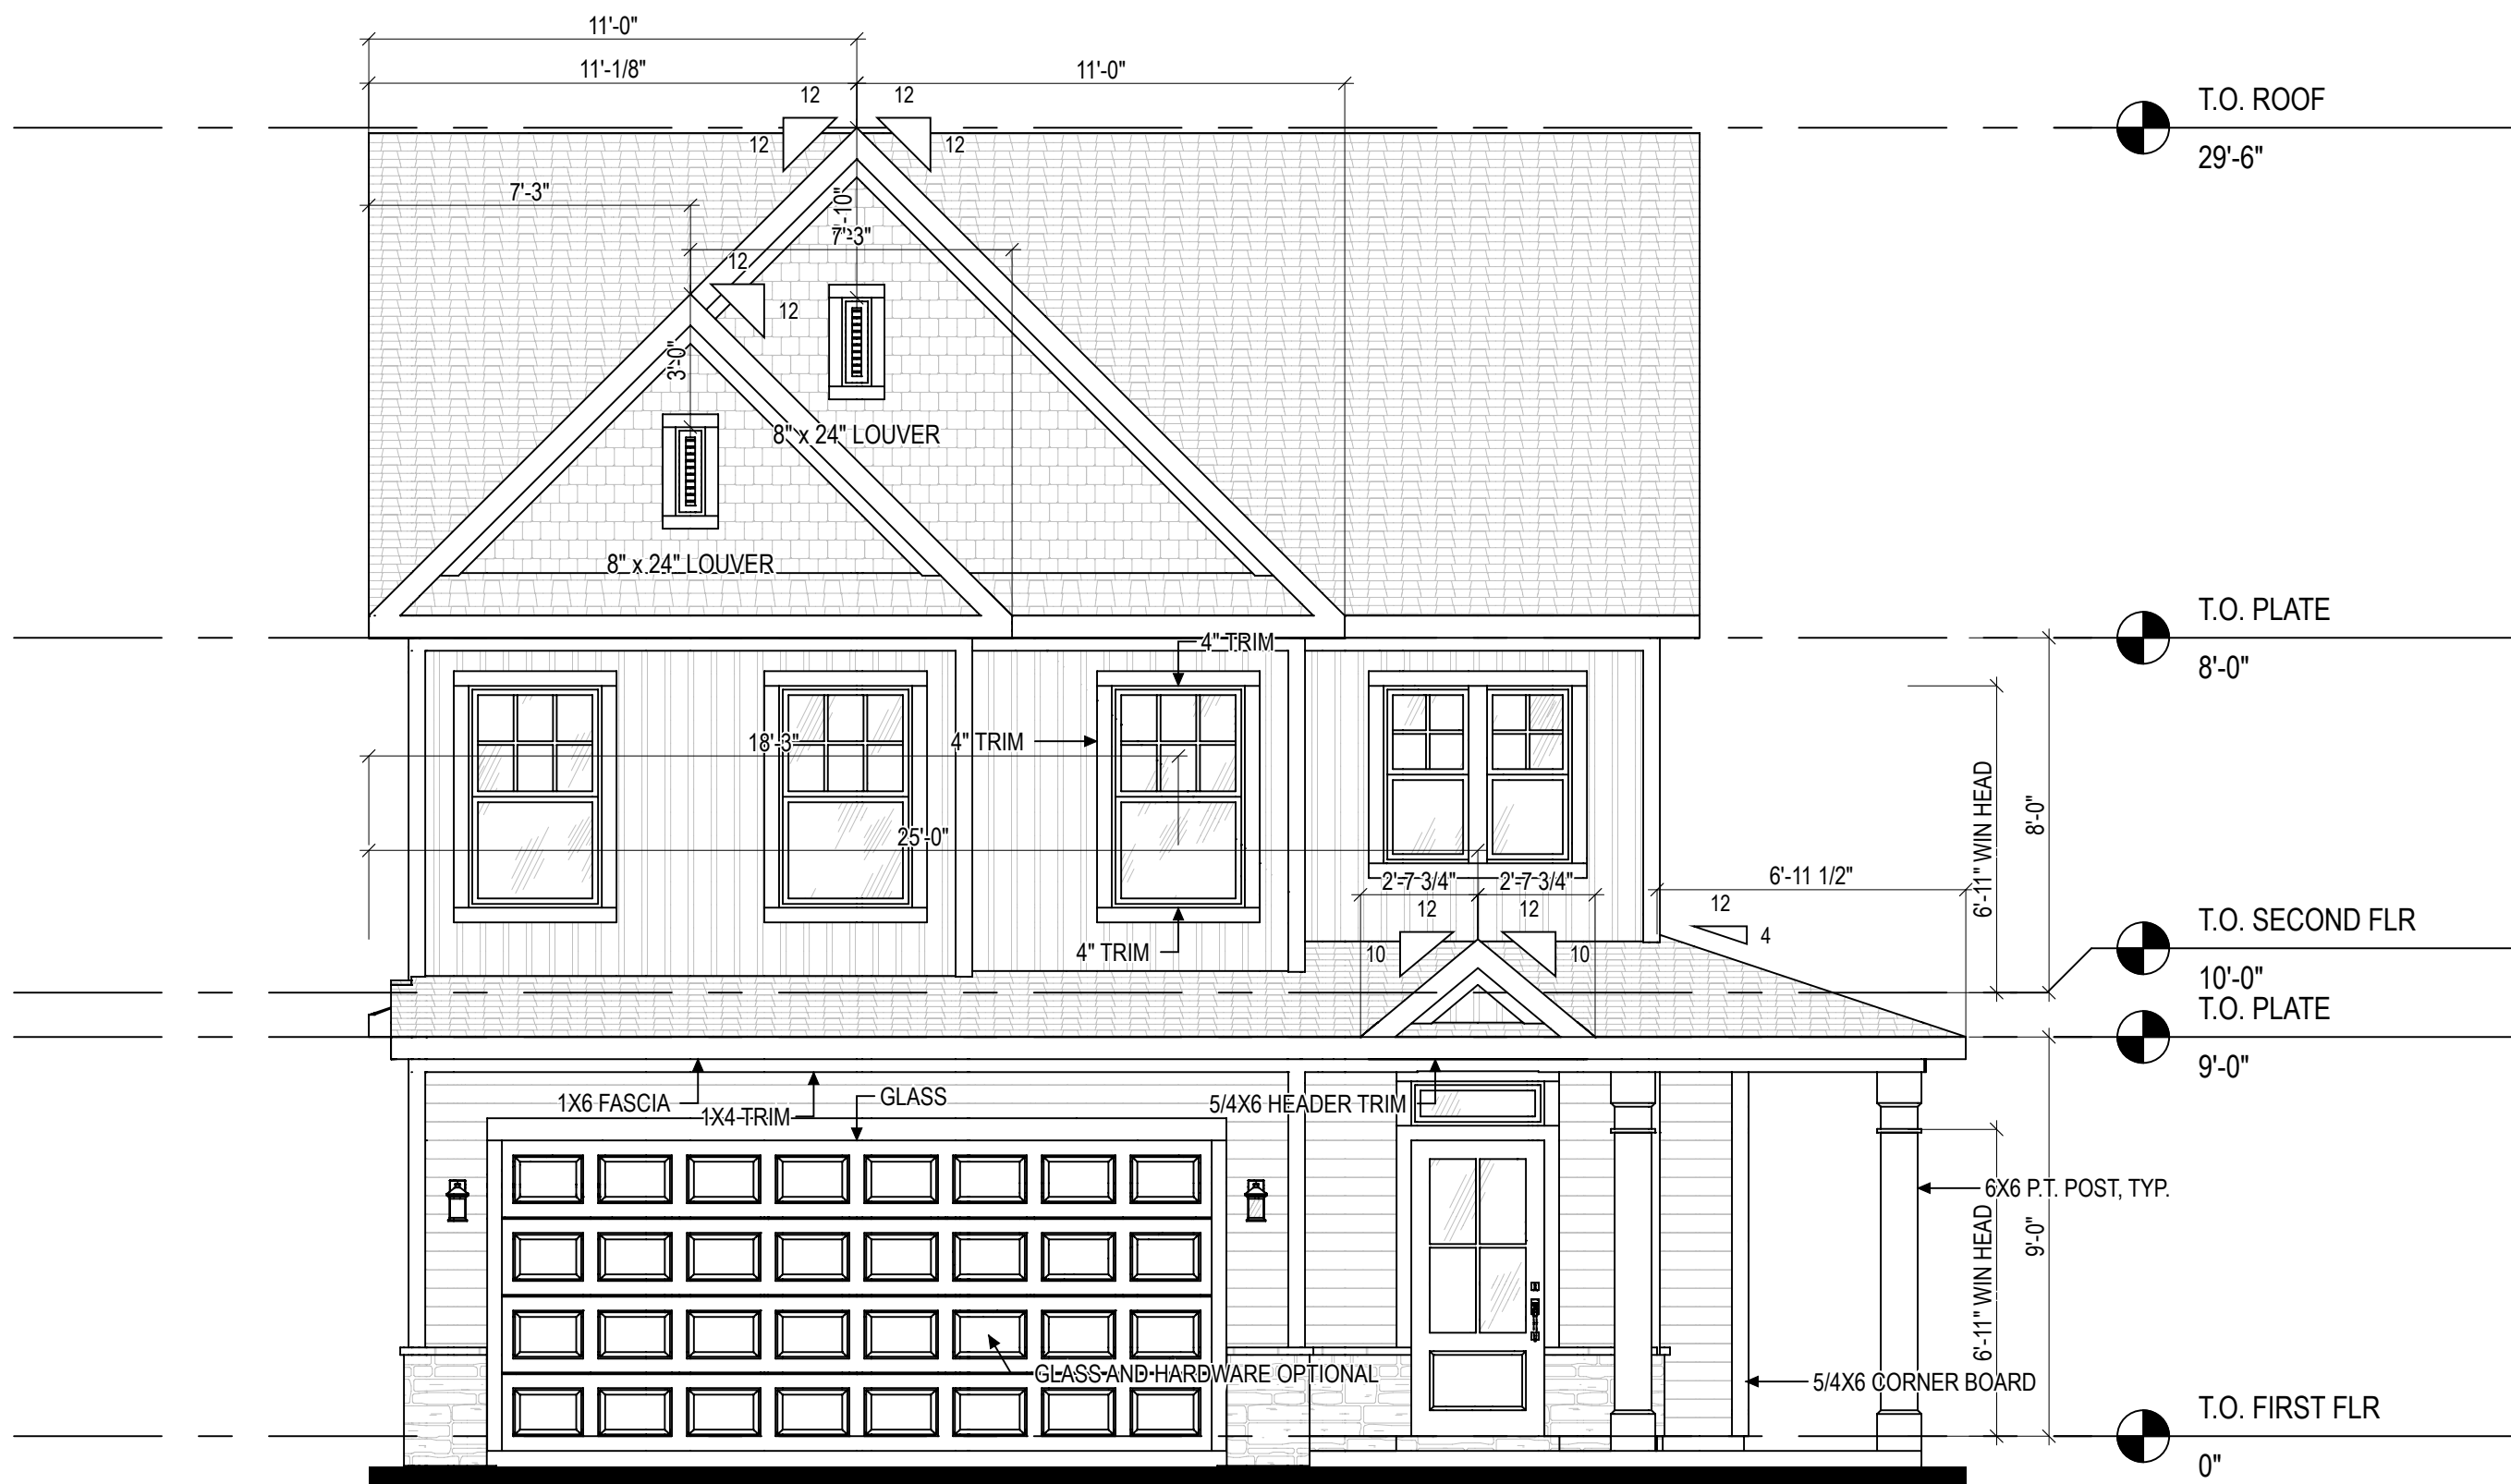 11'-0"
11'-1/8"
11'-0"
12
12
12
12
T.O. ROOF
29'-6"
7'-3"
7'-3"
12
12
3'-0"
8" x 24" LOUVER
8" x 24" LOUVER
T.O. PLATE
8'-0"
4" TRIM
18'-3"
4" TRIM
25'-0"
6'-11" WIN HEAD
8'-0"
2'-7 3/4"
2'-7 3/4"
6'-11 1/2"
12
12
12
10
10
4
4" TRIM
T.O. SECOND FLR
10'-0"
T.O. PLATE
9'-0"
1X6 FASCIA
1X4 TRIM
GLASS
5/4X6 HEADER TRIM
6X6 P.T. POST, TYP.
6'-11" WIN HEAD
9'-0"
GLASS AND HARDWARE OPTIONAL
5/4X6 CORNER BOARD
T.O. FIRST FLR
0"